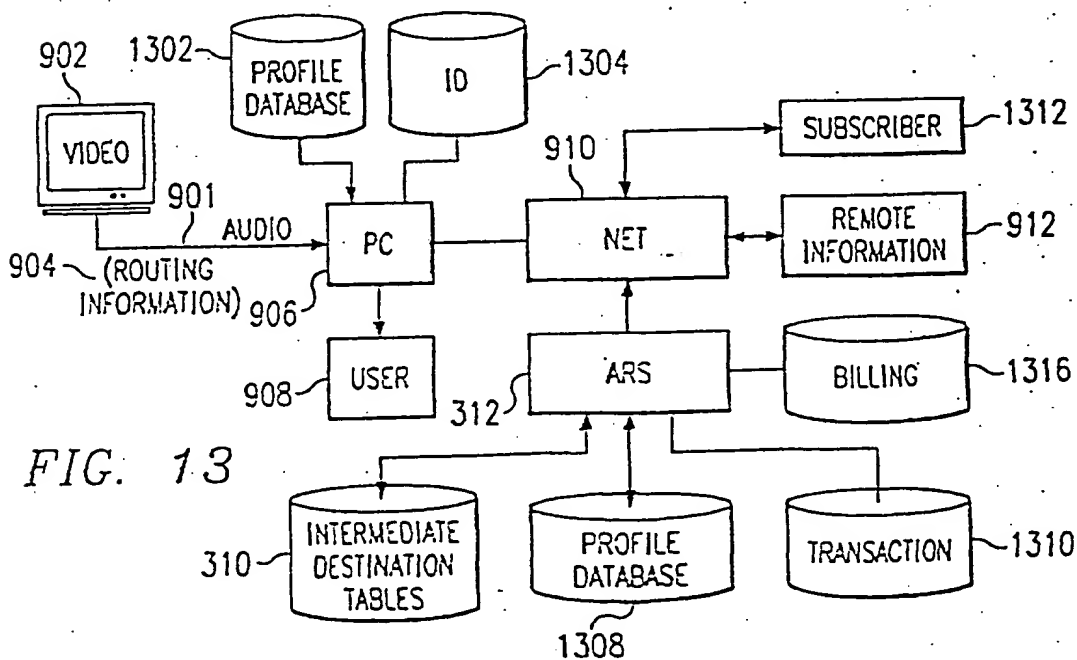 1302
902
PROFILE
DATABASE
ID
1304
VIDEO
SUBSCRIBER
1312
910
901
AUDIO
PC
NET
REMOTE
INFORMATION
912
904
(ROUTING
INFORMATION)
906
USER
908
ARS
312
BILLING
1316
FIG. 13
INTERMEDIATE
DESTINATION
TABLES
310
PROFILE
DATABASE
1308
TRANSACTION
1310